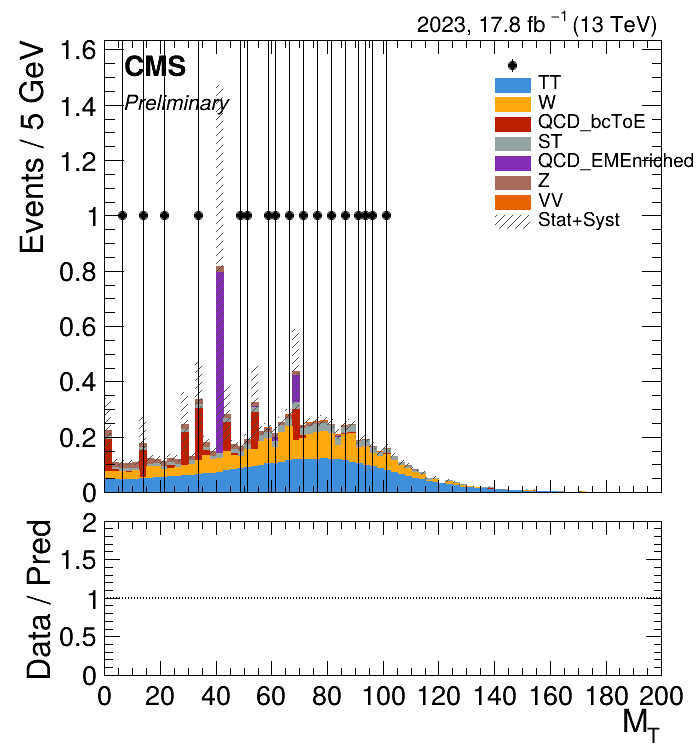 2023, 17.8 fb⁻¹ (13 TeV)
CMS
Preliminary
Events / 5 GeV
1.6
1.4
1.2
1
0.8
0.6
0.4
0.2
0
TT
W
QCD_bcToE
ST
QCD_EMEnriched
Z
VV
Stat+Syst
Data / Pred
2
1.5
1
0.5
0
0 20 40 60 80 100 120 140 160 180 200
M_T